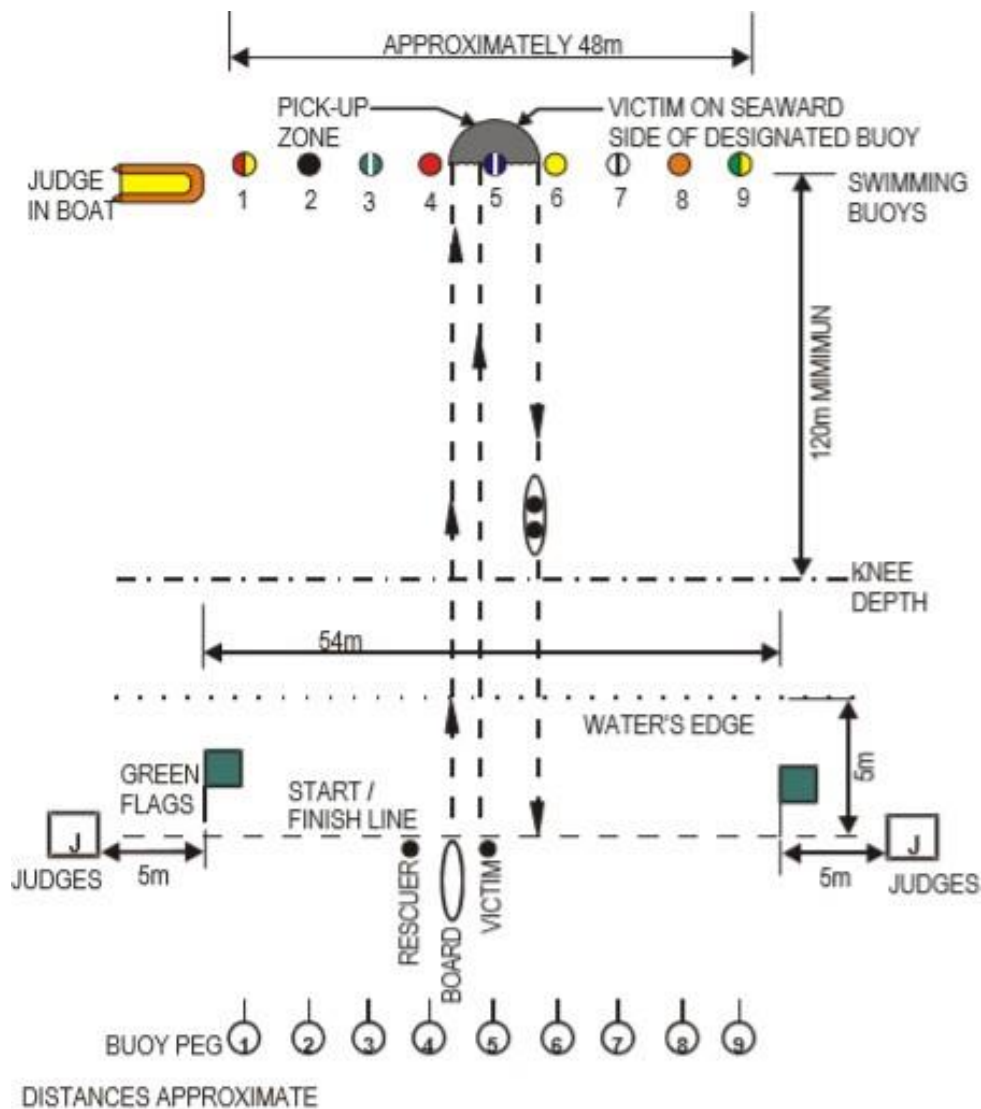 APPROXIMATELY 48m
PICK-UP
ZONE
VICTIM ON SEAWARD
SIDE OF DESIGNATED BUOY
JUDGE
IN BOAT
1 2 3 4 5 6 7 8 9
SWIMMING
BUOYS
120m MIMIMUN
KNEE
DEPTH
54m
WATER'S EDGE
5m
GREEN
FLAGS
START /
FINISH LINE
J
JUDGES
5m
RESCUER
BOARD
VICTIM
5m
J
JUDGES
BUOY PEG 1 2 3 4 5 6 7 8 9
DISTANCES APPROXIMATE